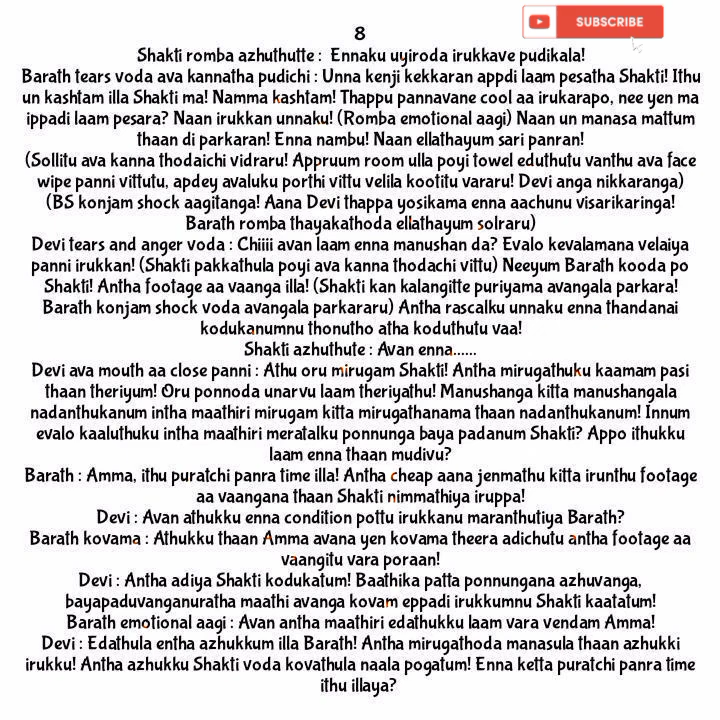 8
SUBSCRIBE
Shakti romba azhuthutte : Ennaku uyiroda irukkave pudikala!
Barath tears voda ava kannatha pudichi : Unna kenji kekkaran appdi laam pesatha Shakti! Ithu
un kashtam illa Shakti ma! Namma kashtam! Thappu pannavane cool aa irukarapo, nee yen ma
ippadi laam pesara? Naan irukkan unnaku! (Romba emotional aagi) Naan un manasa mattum
thaan di parkaran! Enna nambu! Naan ellathayum sari panran!
(Sollitu ava kanna thodaichi vidraru! Appruum room ulla poyi towel eduthutu vanthu ava face
wipe panni vittutu, apdey avaluku porthi vittu velila kootitu vararu! Devi anga nikkaranga)
(BS konjam shock aagitanga! Aana Devi thappa yosikama enna aachunu visarikaringa!
Barath romba thayakathoda ellathayum solraru)
Devi tears and anger voda : Chiiii avan laam enna manushan da? Evalo kevalamana velaiya
panni irukkan! (Shakti pakkathula poyi ava kanna thodachi vittu) Neeyum Barath kooda po
Shakti! Antha footage aa vaanga illa! (Shakti kan kalangitte puriyama avangala parkara!
Barath konjam shock voda avangala parkararu) Antha rascalku unnaku enna thandanai
kodukanumnu thonutho atha koduthutu vaa!
Shakti azhuthute : Avan enna......
Devi ava mouth aa close panni : Athu oru mirugam Shakti! Antha mirugathuku kaamam pasi
thaan theriyum! Oru ponnoda unarvu laam theriyathu! Manushanga kitta manushangala
nadanthukanum intha maathiri mirugam kitta mirugathanama thaan nadanthukanum! Innum
evalo kaaluthuku intha maathiri meratalku ponnunga baya padanum Shakti? Appo ithukku
laam enna thaan mudivu?
Barath : Amma, ithu puratchi panra time illa! Antha cheap aana jenmathu kitta irunthu footage
aa vaangana thaan Shakti nimmathiya iruppa!
Devi : Avan athukku enna condition pottu irukkanu maranthutiya Barath?
Barath kovama : Athukku thaan Amma avana yen kovama theera adichutu antha footage aa
vaangitu vara poraan!
Devi : Antha adiya Shakti kodukatum! Baathika patta ponnungana azhuvanga,
bayapaduvanganuratha maathi avanga kovam eppadi irukkumnu Shakti kaatatum!
Barath emotional aagi : Avan antha maathiri edathukku laam vara vendam Amma!
Devi : Edathula entha azhukkum illa Barath! Antha mirugathoda manasula thaan azhukki
irukku! Antha azhukku Shakti voda kovathula naala pogatum! Enna ketta puratchi panra time
ithu illaya?